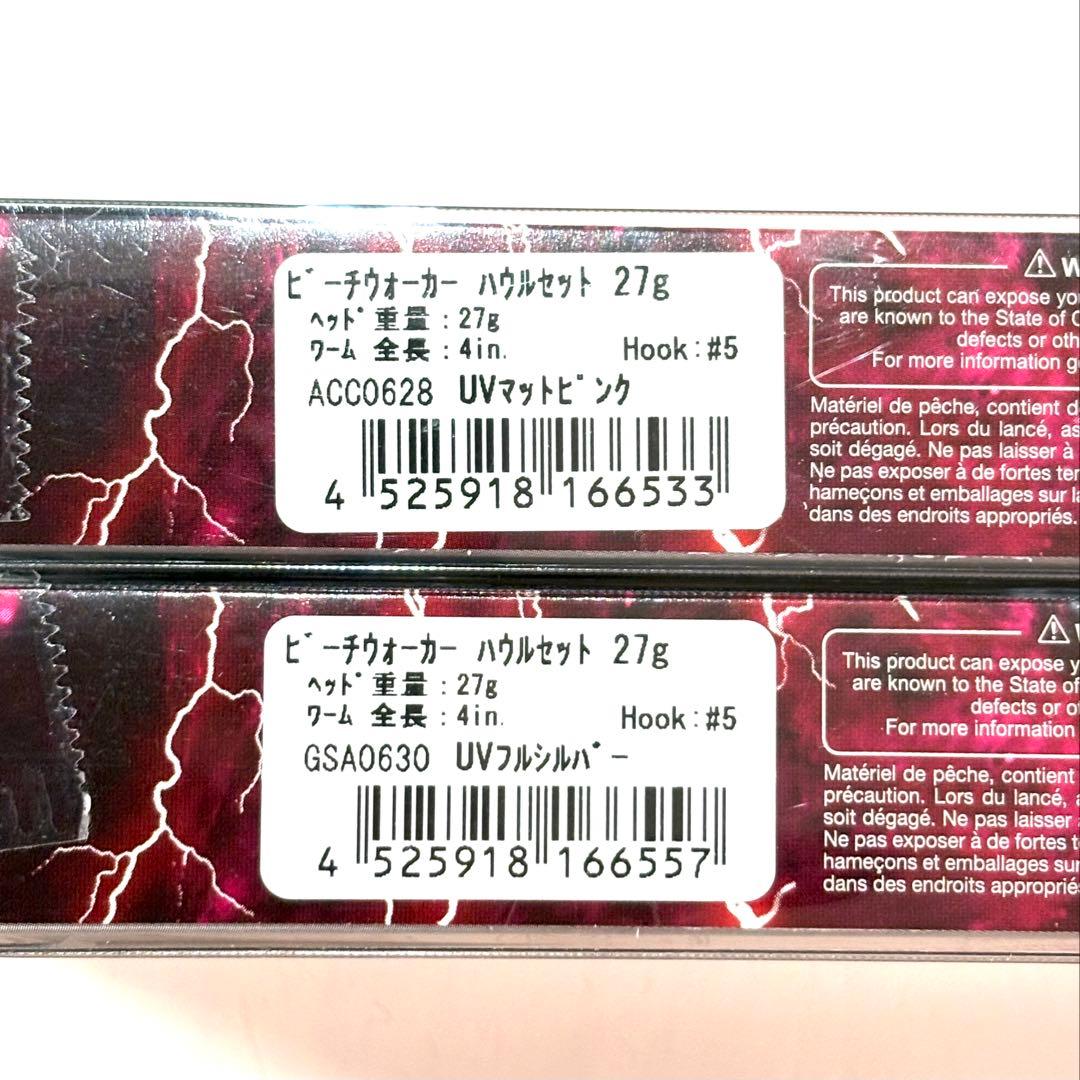 ﾋﾞｰﾁｳｫｰｶｰ ﾊｳﾙｾｯﾄ 27g
ﾍｯﾄﾞ重量：27g
ﾜｰﾑ 全長：4in. Hook：#5
ACC0628 UVﾏｯﾄﾋﾟﾝｸ
4 525918 166533
This product can expose
are known to the State of
defects or
For more information
Matériel de pêche, contient
précaution. Lors du lancé,
soit dégagé. Ne pas laisser à
Ne pas exposer à de fortes
hameçons et emballages sur
dans des endroits appropriés.
ﾋﾞｰﾁｳｫｰｶｰ ﾊｳﾙｾｯﾄ 27g
ﾍｯﾄﾞ重量：27g
ﾜｰﾑ 全長：4in. Hook：#5
GSA0630 UVﾌﾙｼﾙﾊﾞｰ
4 525918 166557
This product can expose
are known to the State of
defects or
For more information
Matériel de pêche, contient
précaution. Lors du lancé,
soit dégagé. Ne pas laisser
Ne pas exposer à de fortes
hameçons et emballages
dans des endroits